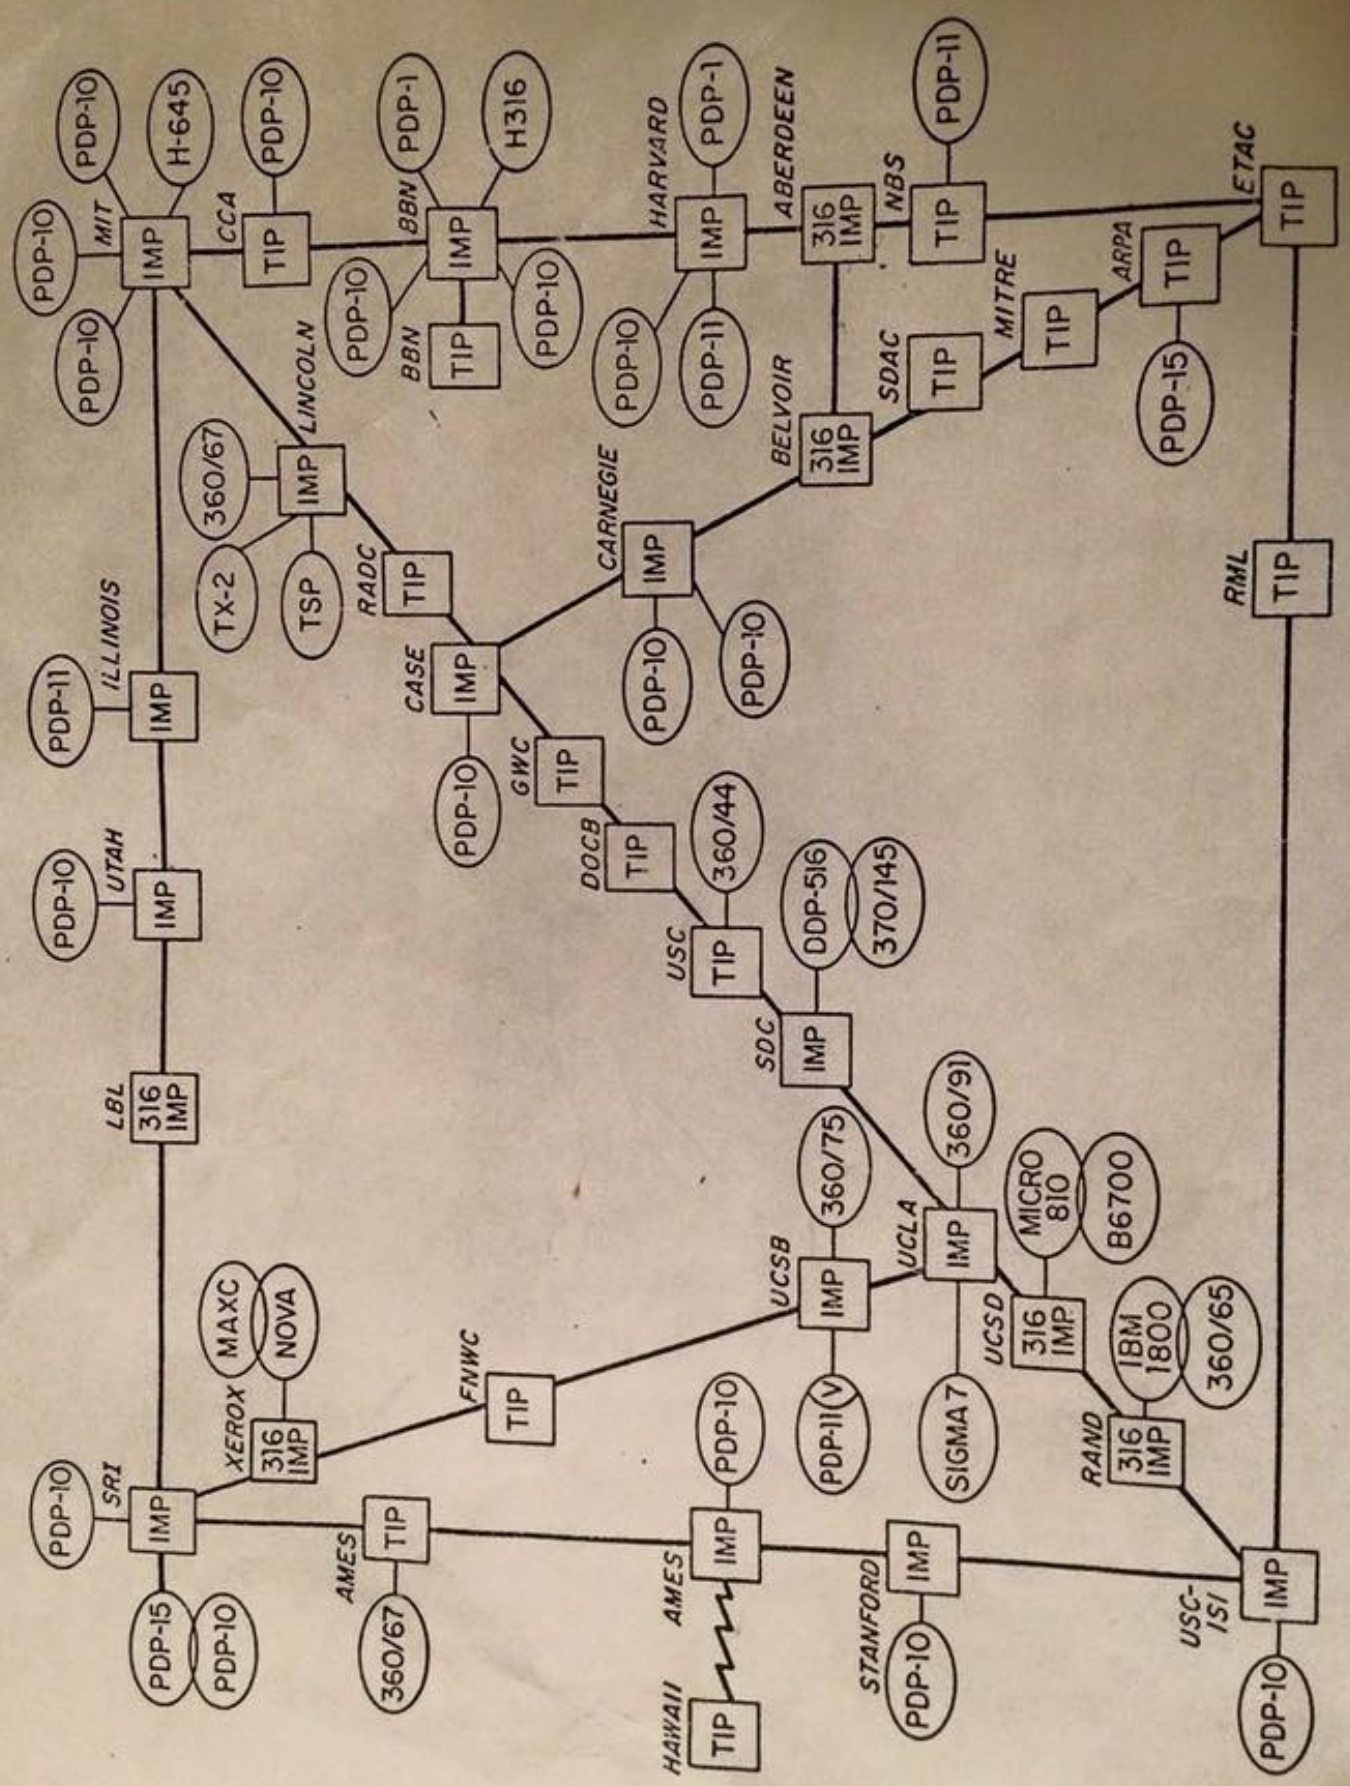 PDP-10
PDP-10
PDP-11
PDP-10
PDP-10
PDP-10
PDP-10
H-645
SRI
IMP
LBL
316
IMP
UTAH
IMP
ILLINOIS
IMP
MIT
IMP
PDP-15
PDP-10
XEROX
316
IMP
MAXC
NOVA
TX-2
360/67
TSP
LINCOLN
IMP
CCA
TIP
PDP-10
AMES
TIP
360/67
RADC
TIP
PDP-10
BBN
IMP
PDP-1
H316
PDP-10
BBN
TIP
FNWC
TIP
CASE
IMP
PDP-10
GWC
TIP
DOCB
TIP
360/44
CARNEGIE
IMP
PDP-10
PDP-10
HARVARD
IMP
PDP-1
PDP-10
PDP-11
HAWAII
TIP
AMES
IMP
PDP-10
USC
TIP
SDC
IMP
DDP-516
370/145
UCSB
IMP
360/75
PDP-11
V
BELVOIR
316
IMP
ABERDEEN
316
IMP
STANFORD
IMP
PDP-10
UCLA
IMP
360/91
SIGMA 7
SDAC
TIP
NBS
TIP
PDP-11
UCSD
316
IMP
MICRO
810
B6700
MITRE
TIP
RAND
316
IMP
IBM
1800
360/65
ARPA
TIP
PDP-15
USC-
ISI
IMP
PDP-10
RML
TIP
ETAC
TIP